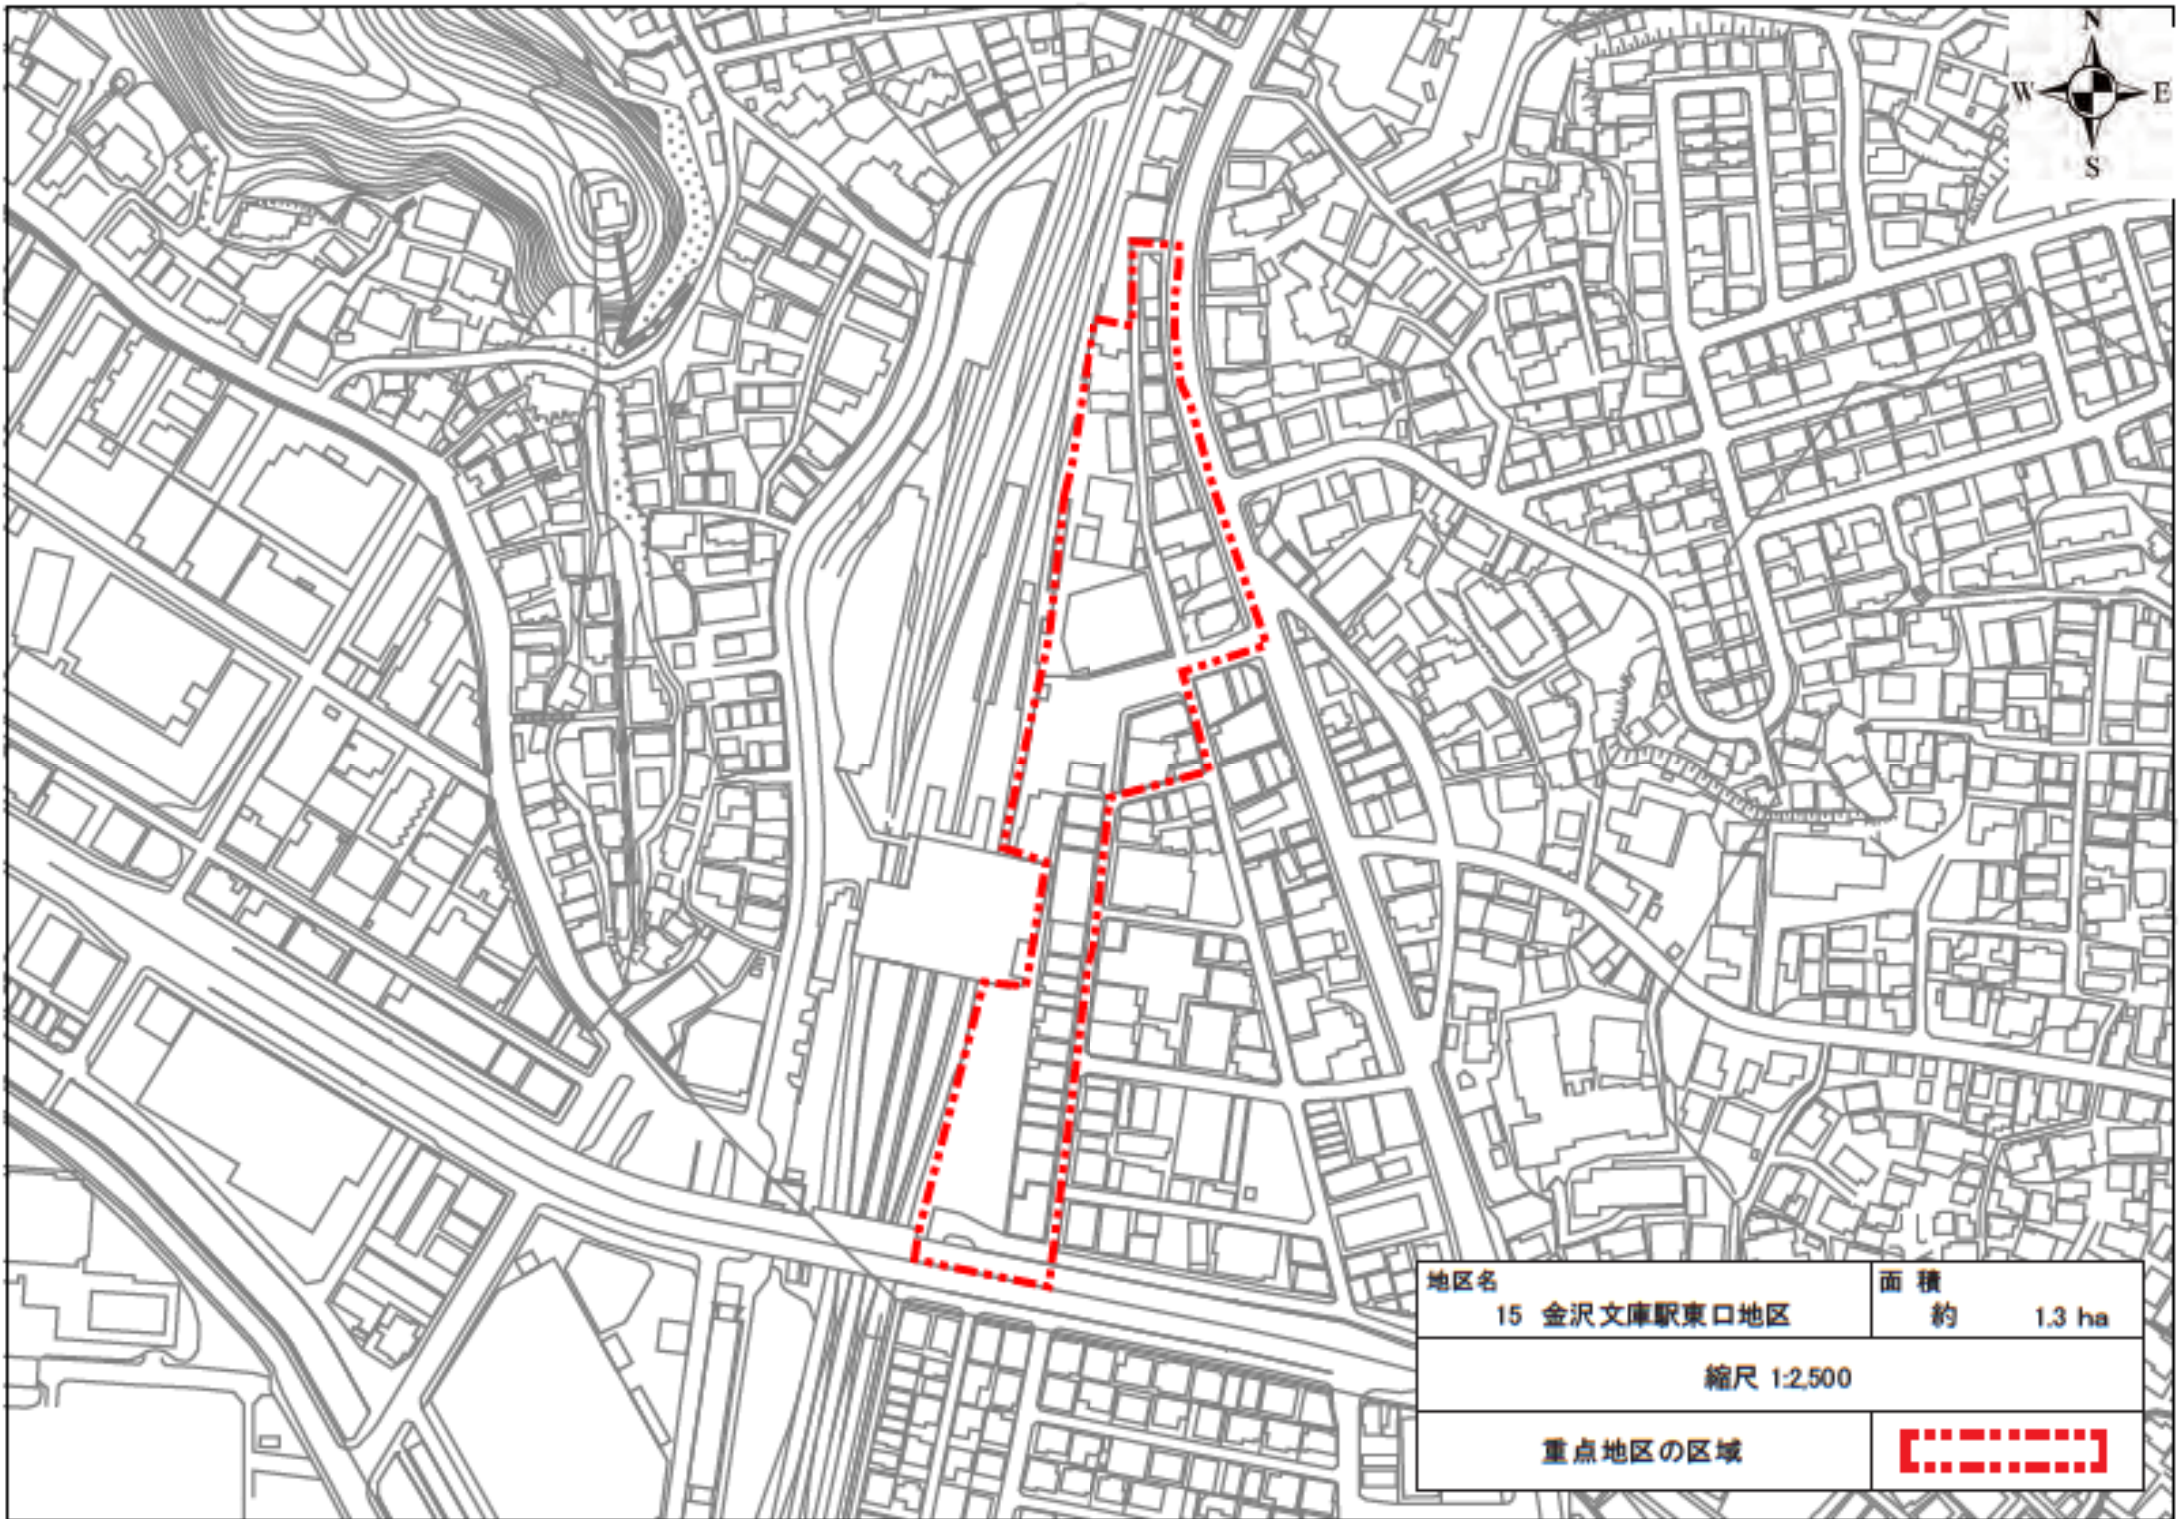 N
W E
S
地区名
15 金沢文庫駅東口地区
面 積
約 1.3 ha
縮尺 1:2,500
重点地区の区域